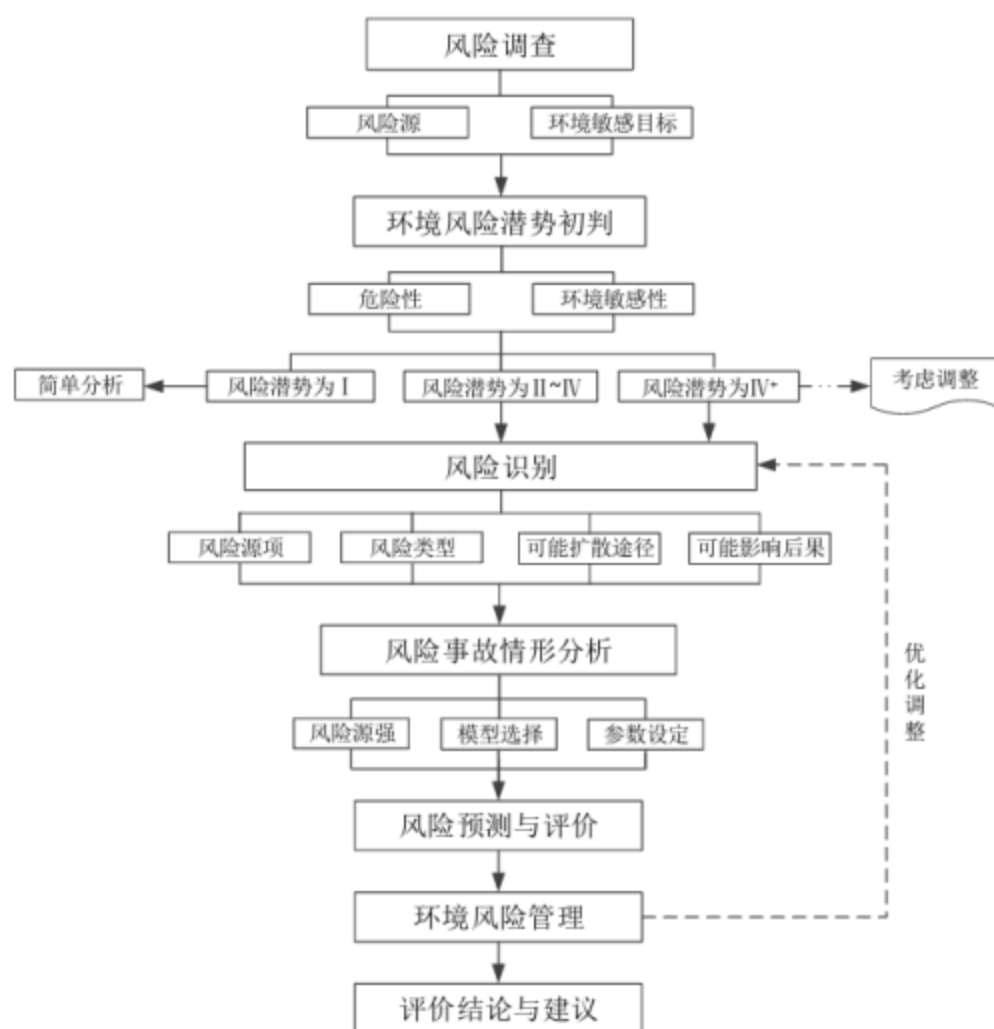 风险调查
风险源
环境敏感目标
环境风险潜势初判
危险性
环境敏感性
简单分析
风险潜势为Ⅰ
风险潜势为Ⅱ~Ⅳ
风险潜势为Ⅳ⁺
考虑调整
风险识别
风险源项
风险类型
可能扩散途径
可能影响后果
风险事故情形分析
优化调整
风险源强
模型选择
参数设定
风险预测与评价
环境风险管理
评价结论与建议